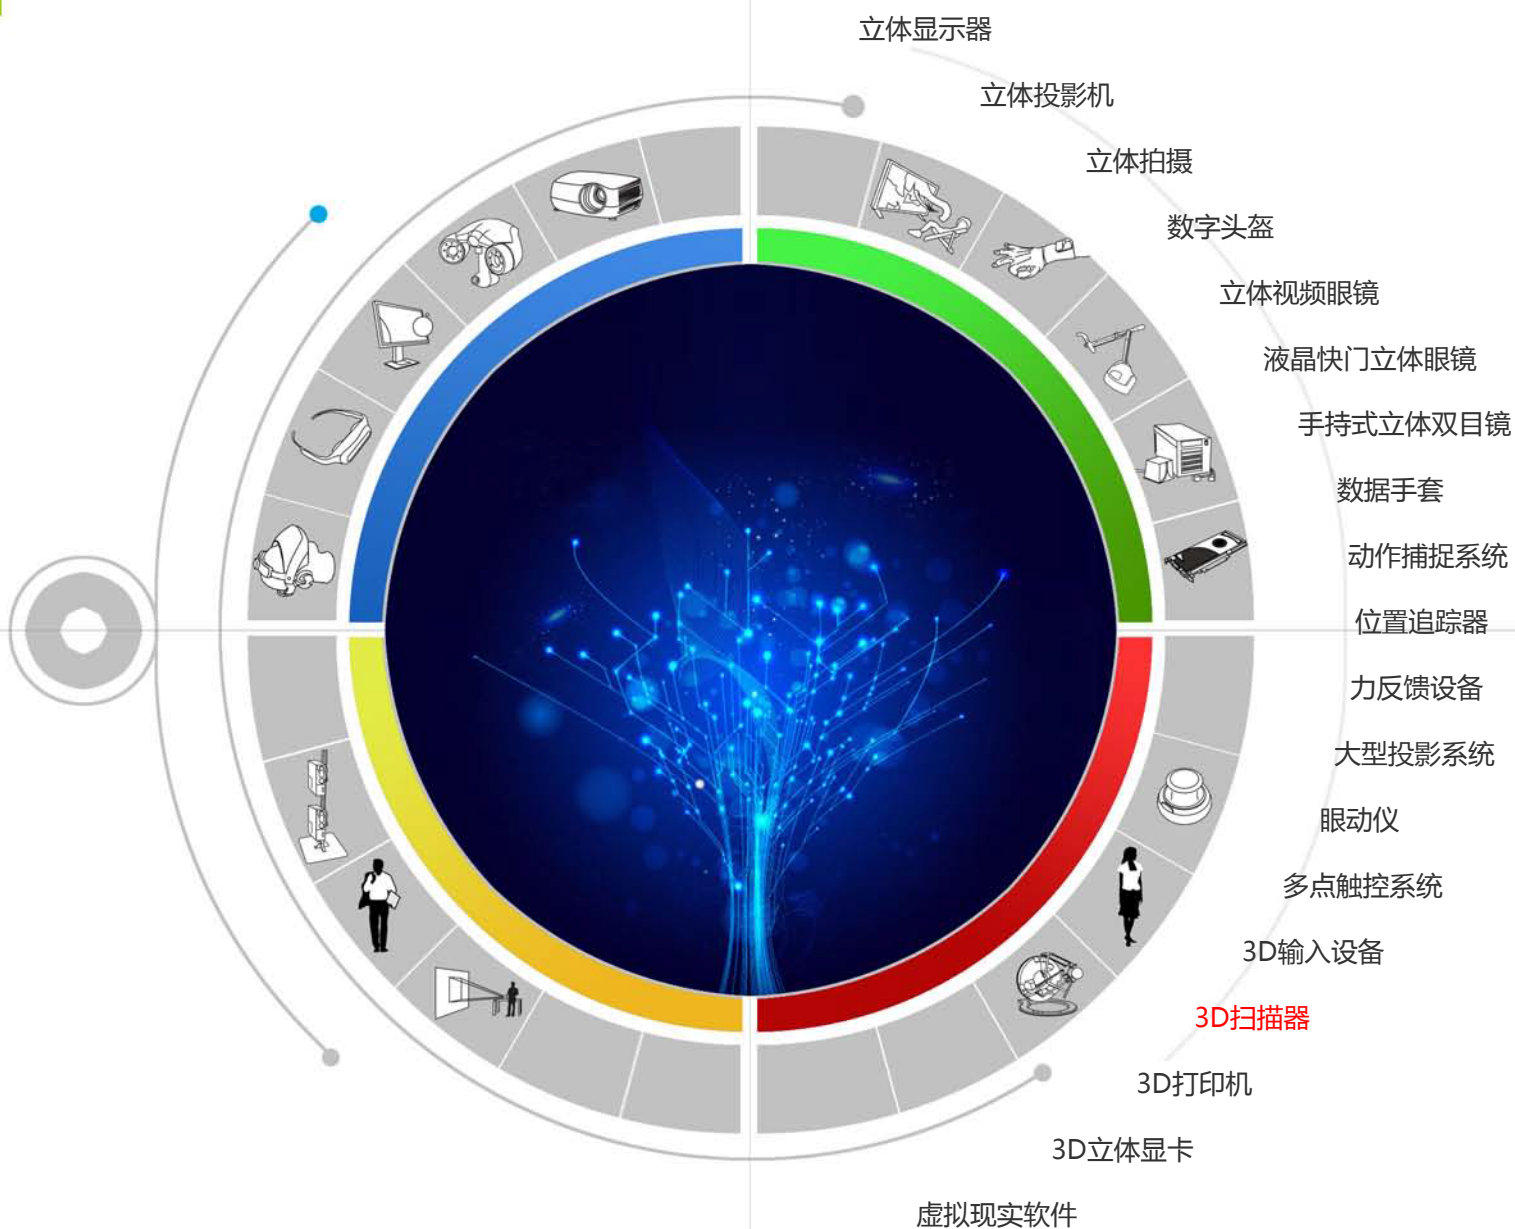 立体显示器
立体投影机
立体拍摄
数字头盔
立体视频眼镜
液晶快门立体眼镜
手持式立体双目镜
数据手套
动作捕捉系统
位置追踪器
力反馈设备
大型投影系统
眼动仪
多点触控系统
3D输入设备
3D扫描器
3D打印机
3D立体显卡
虚拟现实软件